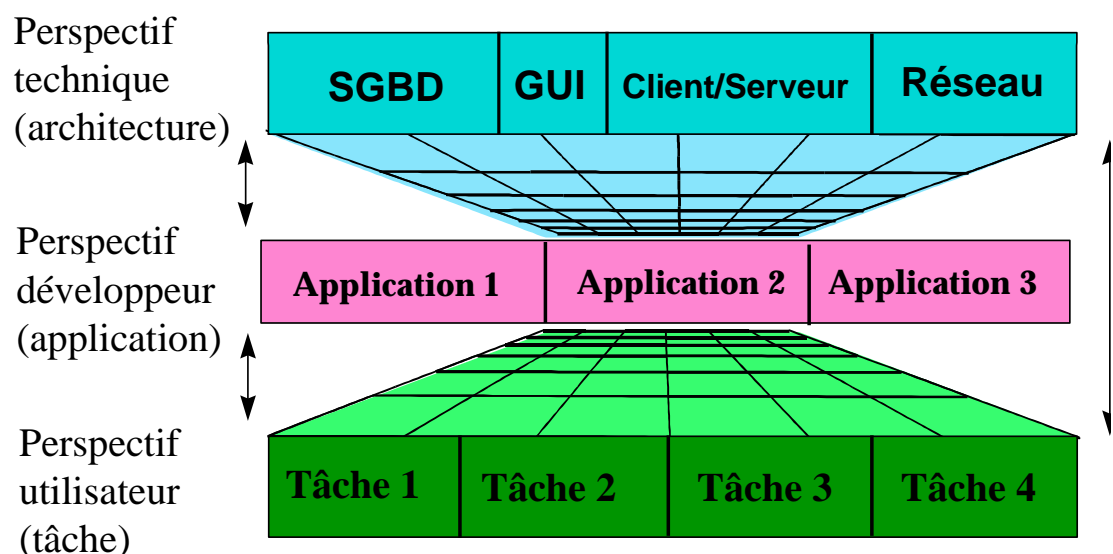 Perspectif
technique
(architecture)
SGBD GUI Client/Serveur Réseau
Perspectif
développeur
(application)
Application 1 Application 2 Application 3
Perspectif
utilisateur
(tâche)
Tâche 1 Tâche 2 Tâche 3 Tâche 4